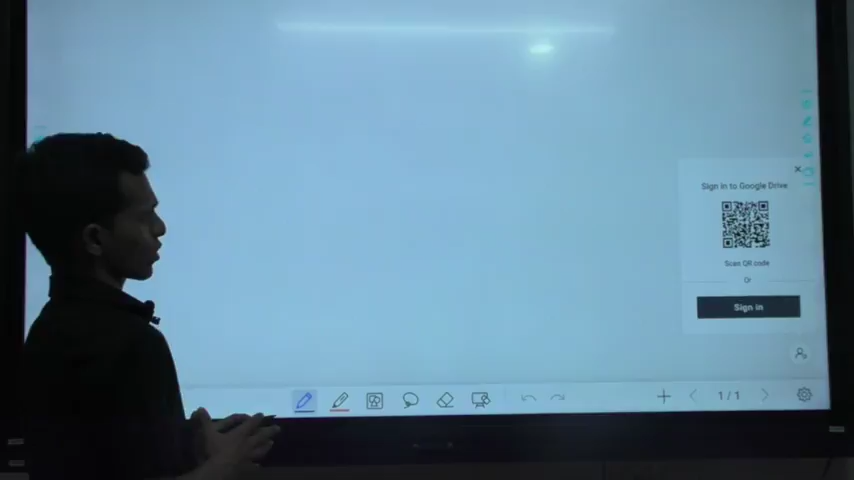 Sign in to Google Drive
Scan QR code
Or
Sign in
1 / 1